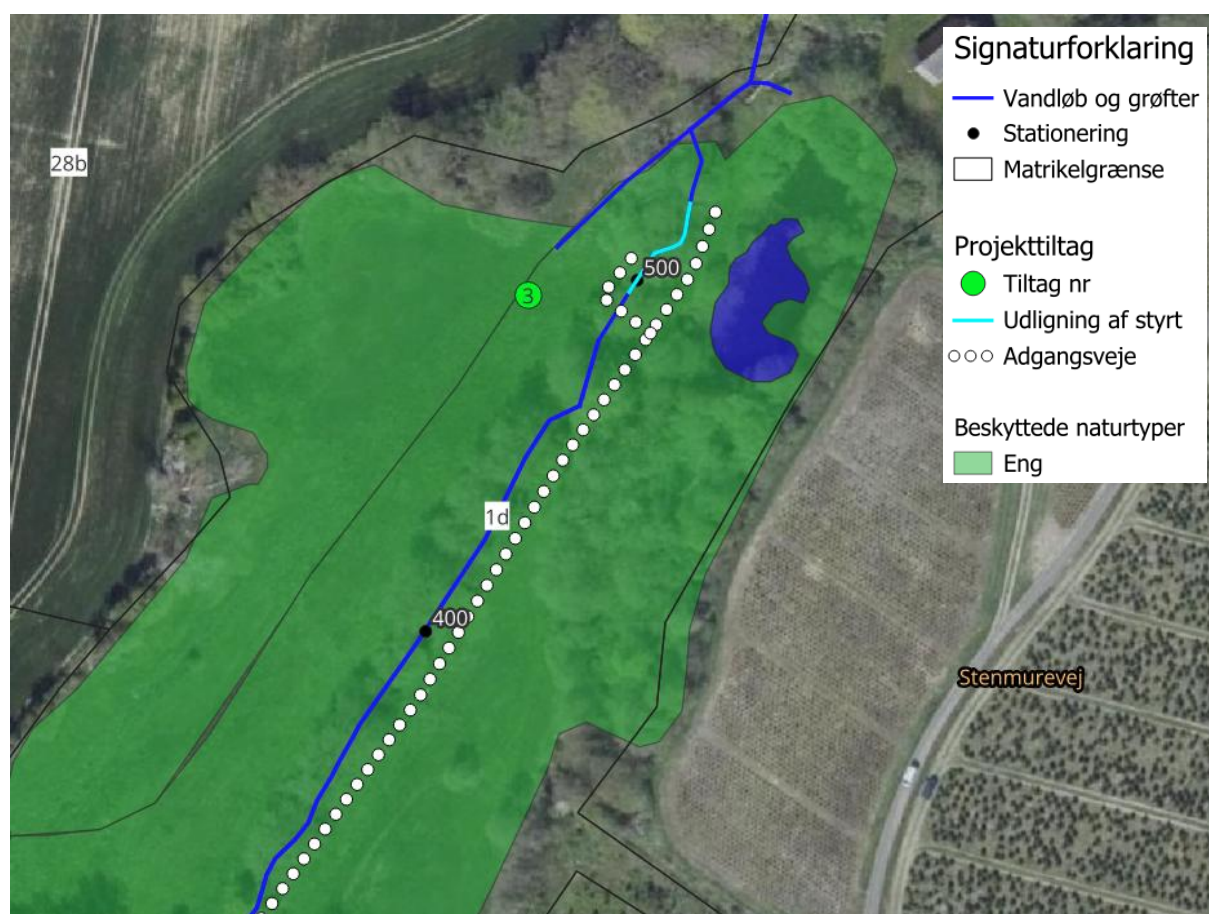 Signaturforklaring
Vandløb og grøfter
Stationering
Matrikelgrænse
Projekttiltag
Tiltag nr
Udligning af styrt
Adgangsveje
Beskyttede naturtyper
Eng
28b
500
3
1d
400
Stenmurevej